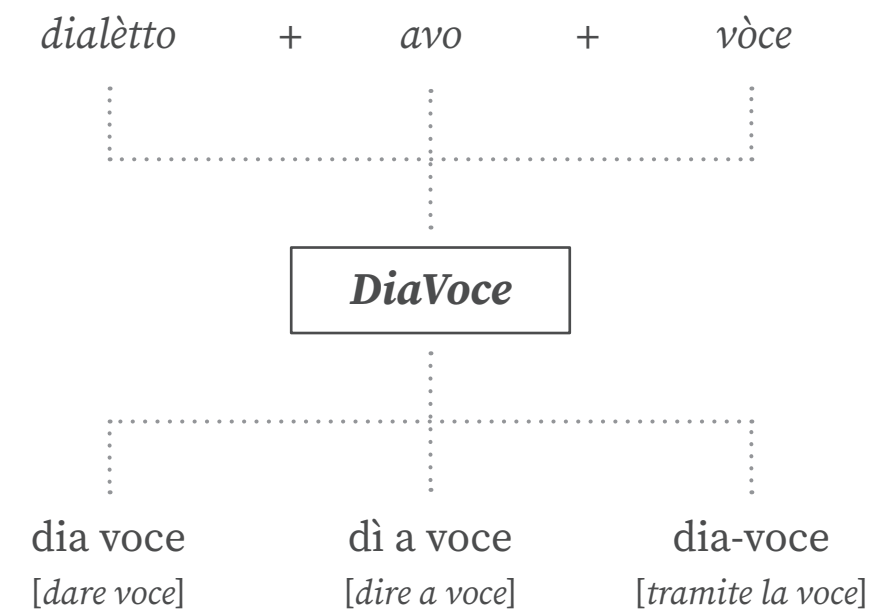 dialètto + avo + vòce
DiaVoce
dia voce dì a voce dia-voce
[dare voce] [dire a voce] [tramite la voce]